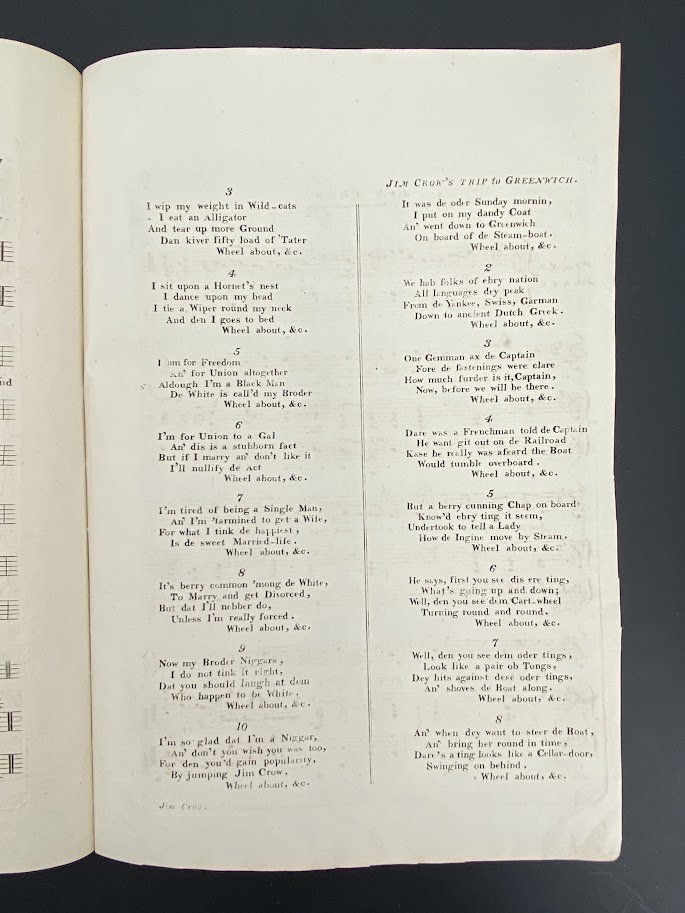 3
I wip my weight in Wild-cats
I eat an Alligator
And tear up more Ground
Dan kiver fifty load of 'Tater
Wheel about, &c.
4
I sit upon a Hornet's nest
I dance upon my head
I tie a Wiper round my neck
And den I goes to bed
Wheel about, &c.
5
I am for Freedom
An' for Union altogether
Aldough I'm a Black Man
De White is call'd my Broder
Wheel about, &c.
6
I'm for Union to a Gal
An' dis is a stubborn fact
But if I marry an' don't like it
I'll nullify de Act
Wheel about, &c.
7
I'm tired of being a Single Man,
An' I'm 'tarmined to get a Wife,
For what I tink de happiest,
Is de sweet Married-life.
Wheel about, &c.
8
It's berry common 'mong de White,
To Marry and get Divorced,
But dat I'll nebber do,
Unless I'm really forced.
Wheel about, &c.
9
Now my Broder Niggars,
I do not tink it right,
Dat you should laugh at dem
Who happen to be White.
Wheel about, &c.
10
I'm so glad dat I'm a Niggar,
An' don't you wish you was too,
For den you'd gain popularity,
By jumping Jim Crow.
Wheel about, &c.
Jim Crow.
JIM CROW'S TRIP to GREENWICH.
It was de oder Sunday mornin,
I put on my dandy Coat
An' went down to Greenwich
On board of de Steam-boat.
Wheel about, &c.
2
We hab folks of ebry nation
All languages dey peak
From de Yankee, Swiss, Garman
Down to ancient Dutch Greek.
Wheel about, &c.
3
One Gemman ax de Captain
Fore de fastenings were clare
How much furder is it, Captain,
Now, before we will be there.
Wheel about, &c.
4
Dare was a Frenchman told de Captain
He want git out on de Railroad
Kase he really was afeard the Boat
Would tumble overboard.
Wheel about, &c.
5
But a berry cunning Chap on board
Know'd ebry ting it seem,
Undertook to tell a Lady
How de Ingine move by Steam.
Wheel about, &c.
6
He says, first you see dis ere ting,
What's going up and down;
Well, den you see dem Cart-wheel
Turning round and round.
Wheel about, &c.
7
Well, den you see dem oder tings,
Look like a pair ob Tongs,
Dey hits against dese oder tings,
An' shoves de Boat along.
Wheel about, &c.
8
An' when dey want to steer de Boat,
An' bring her round in time,
Dare's a ting looks like a Cellar-door,
Swinging on behind.
Wheel about, &c.